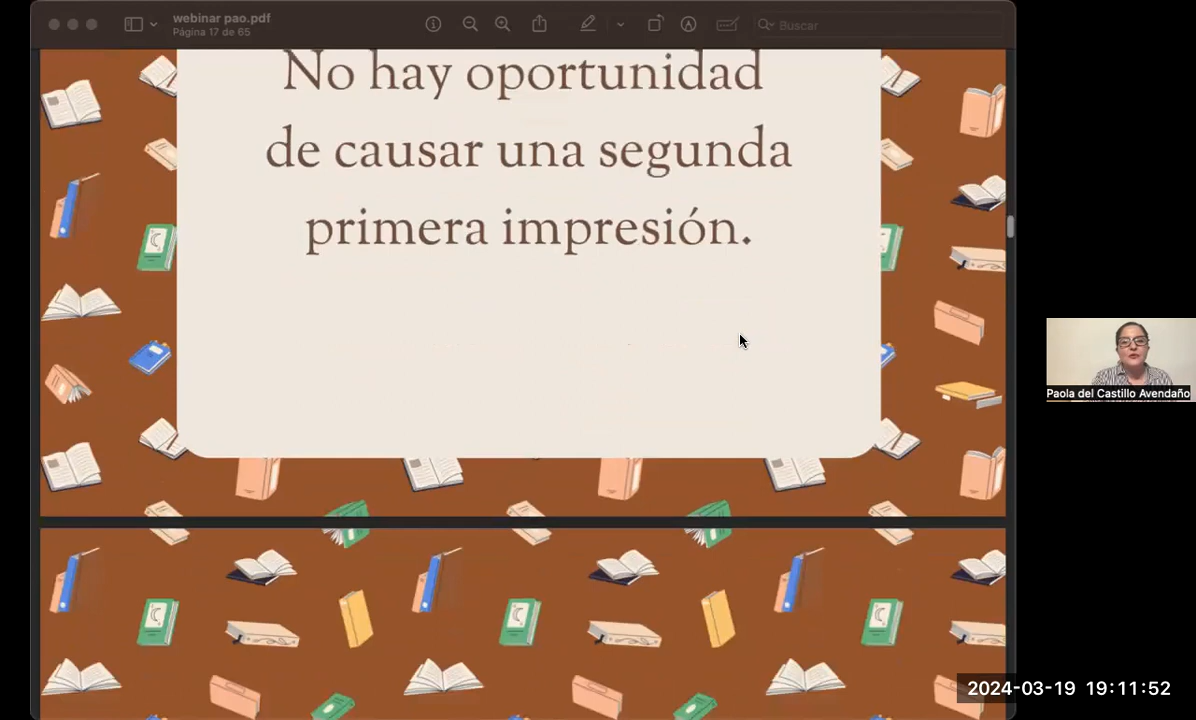 webinar pao.pdf
Página 17 de 65
Buscar
No hay oportunidad
de causar una segunda
primera impresión.
Paola del Castillo Avendaño
2024-03-19 19:11:52